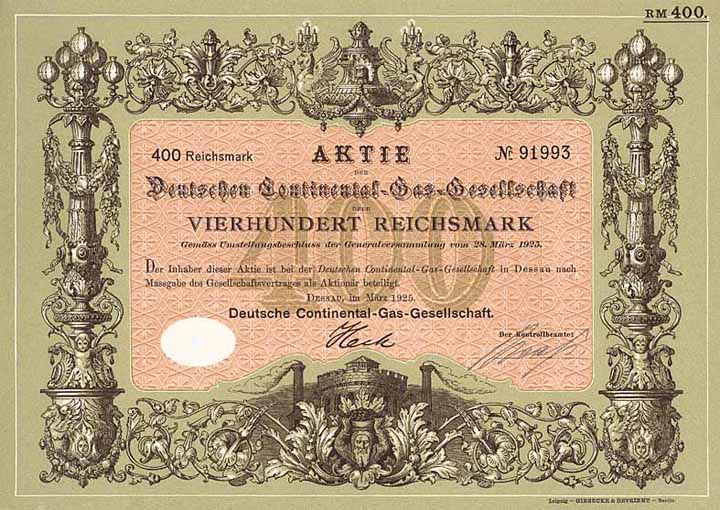 RM 400.
400 Reichsmark
AKTIE
№ 91993
DER
Deutschen Continental-Gas-Gesellschaft
ÜBER
VIERHUNDERT REICHSMARK
Gemäss Umstellungsbeschluss der Generalversammlung vom 28. März 1925.
Der Inhaber dieser Aktie ist bei der Deutschen Continental-Gas-Gesellschaft in Dessau nach
Massgabe des Gesellschaftsvertrages als Aktionär beteiligt.
400
Dessau, im März 1925.
Deutsche Continental-Gas-Gesellschaft.
Heck
Der Kontrollbeamte:
Leipzig — GIESECKE & DEVRIENT — Berlin.